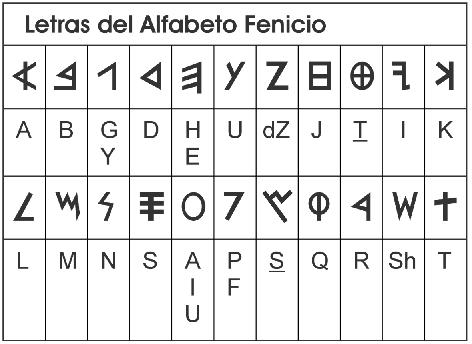 Letras del Alfabeto Fenicio
𐤀 𐤁 𐤂 𐤃 𐤄 𐤅 𐤆 𐤇 𐤈 𐤉 𐤊
A B G D H U dZ J T I K
Y E
𐤋 𐤌 𐤍 𐤎 𐤏 𐤐 𐤑 𐤒 𐤓 𐤔 𐤕
L M N S A P S Q R Sh T
I F
U